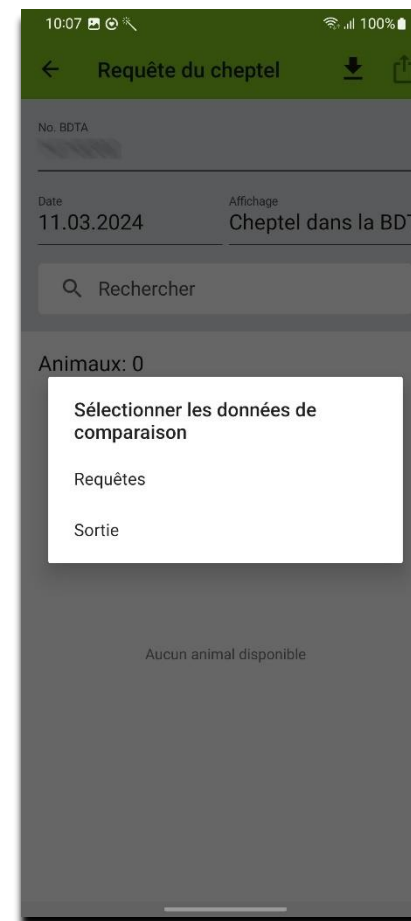 10:07 100%
Requête du cheptel
No. BDTA
Date Affichage
11.03.2024 Cheptel dans la BDT
Rechercher
Animaux: 0
Sélectionner les données de
comparaison
Requêtes
Sortie
Aucun animal disponible